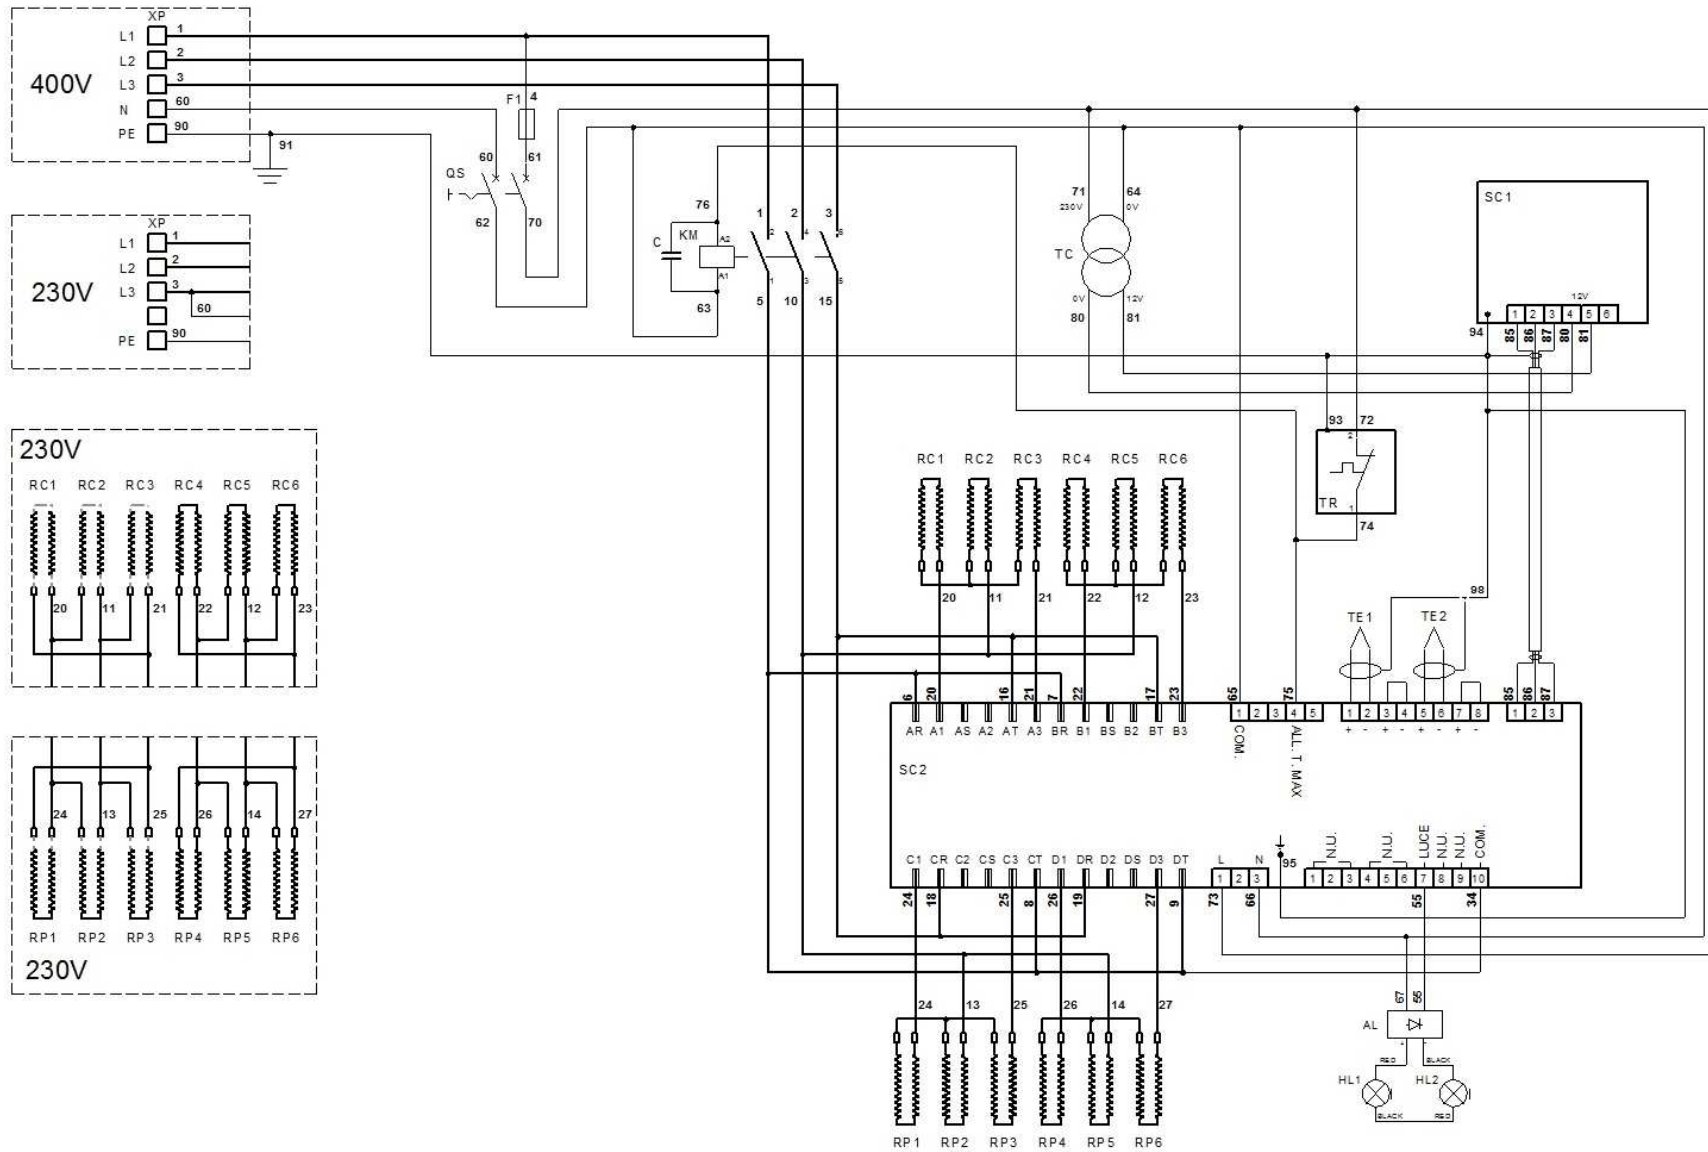 XP
400V
L1 1
L2 2
L3 3
N 60
PE 90
91
F1 4
60 61
QS
62 70
XP
230V
L1 1
L2 2
L3 3
60
PE 90
76
C KM A2
A1
63
1 2 3
2 4 6
1 3 5
5 10 15
71 64
230V 0V
TC
0V 12V
80 81
SC1
12V
1 2 3 4 5 6
94 85 86 87 80 81
93 72
2
TR
1
74
98
230V
RC1 RC2 RC3 RC4 RC5 RC6
20 11 21 22 12 23
RC1 RC2 RC3 RC4 RC5 RC6
20 11 21 22 12 23
TE1 TE2
6 20 16 21 7 22 17 23 65 75 85 86 87
1 2 3 4 5
1 2 3 4 5 6 7 8
1 2 3
AR A1 AS A2 AT A3 BR B1 BS B2 BT B3
+ - + - + - + -
COM.
ALL. T. MAX
SC2
24 13 25 26 14 27
RP1 RP2 RP3 RP4 RP5 RP6
230V
N.U. N.U. LUCE N.U. N.U. COM.
C1 CR C2 CS C3 CT D1 DR D2 DS D3 DT
L N 95
1 2 3
1 2 3 4 5 6 7 8 9 10
24 18 25 8 26 19 27 9 73 66 55 34
24 13 25 26 14 27
RP1 RP2 RP3 RP4 RP5 RP6
67 56
AL
+ -
RED BLACK
HL1 HL2
BLACK RED